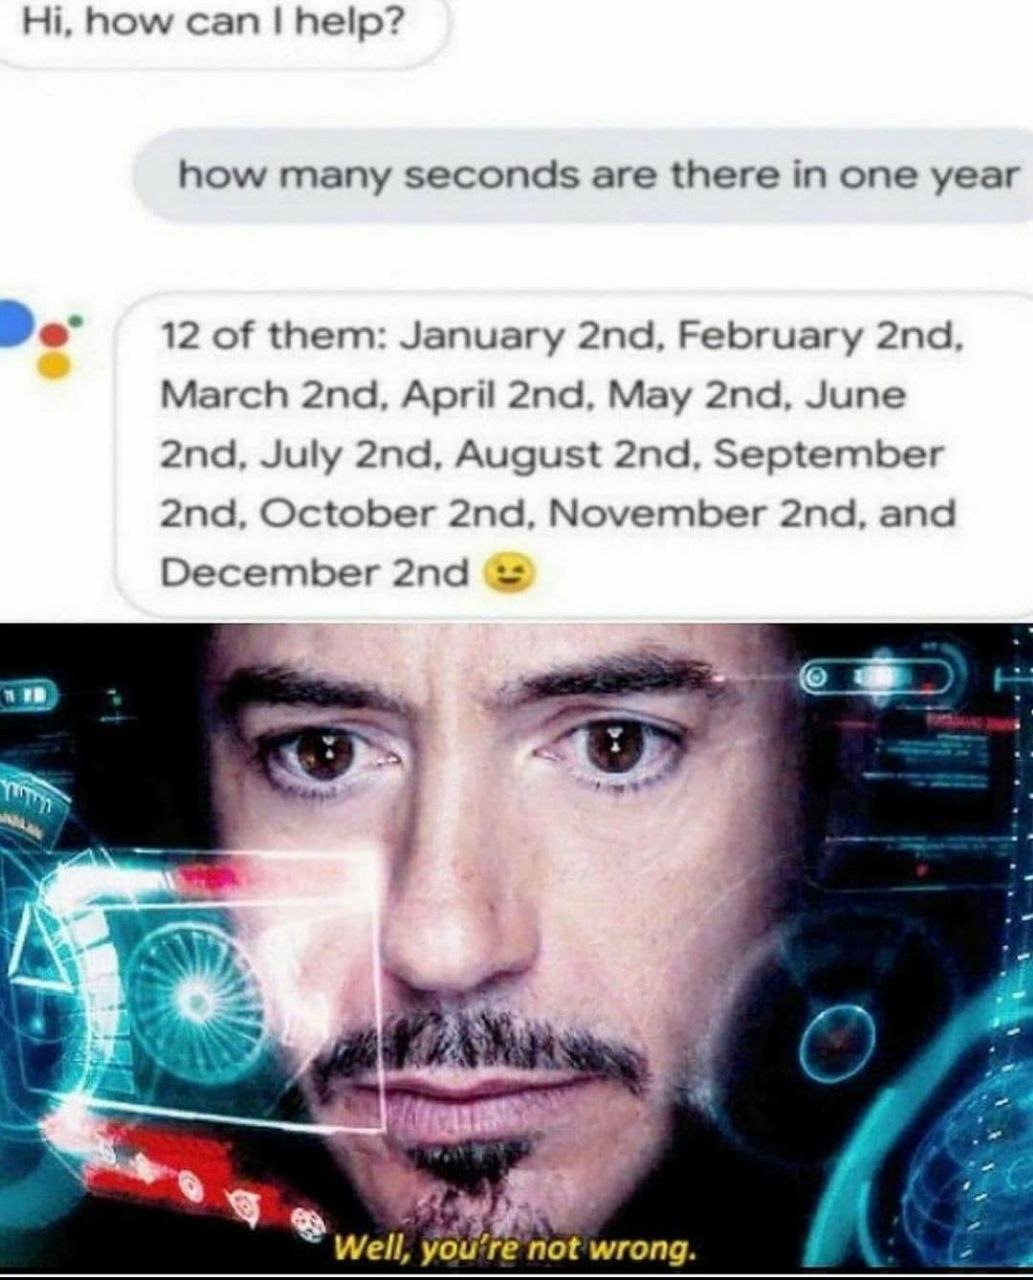 Hi, how can I help?
how many seconds are there in one year
12 of them: January 2nd, February 2nd,
March 2nd, April 2nd, May 2nd, June
2nd, July 2nd, August 2nd, September
2nd, October 2nd, November 2nd, and
December 2nd 😉
Well, you're not wrong.